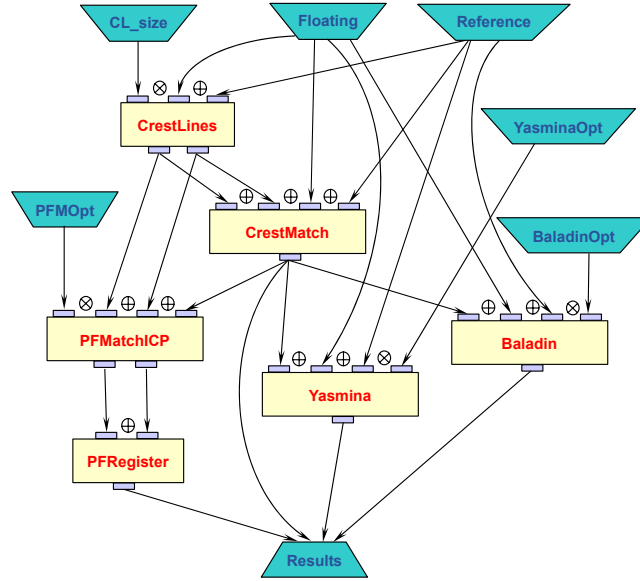 CL_size
Floating
Reference
CrestLines
YasminaOpt
PFMOpt
CrestMatch
BaladinOpt
PFMatchICP
Baladin
Yasmina
PFRegister
Results